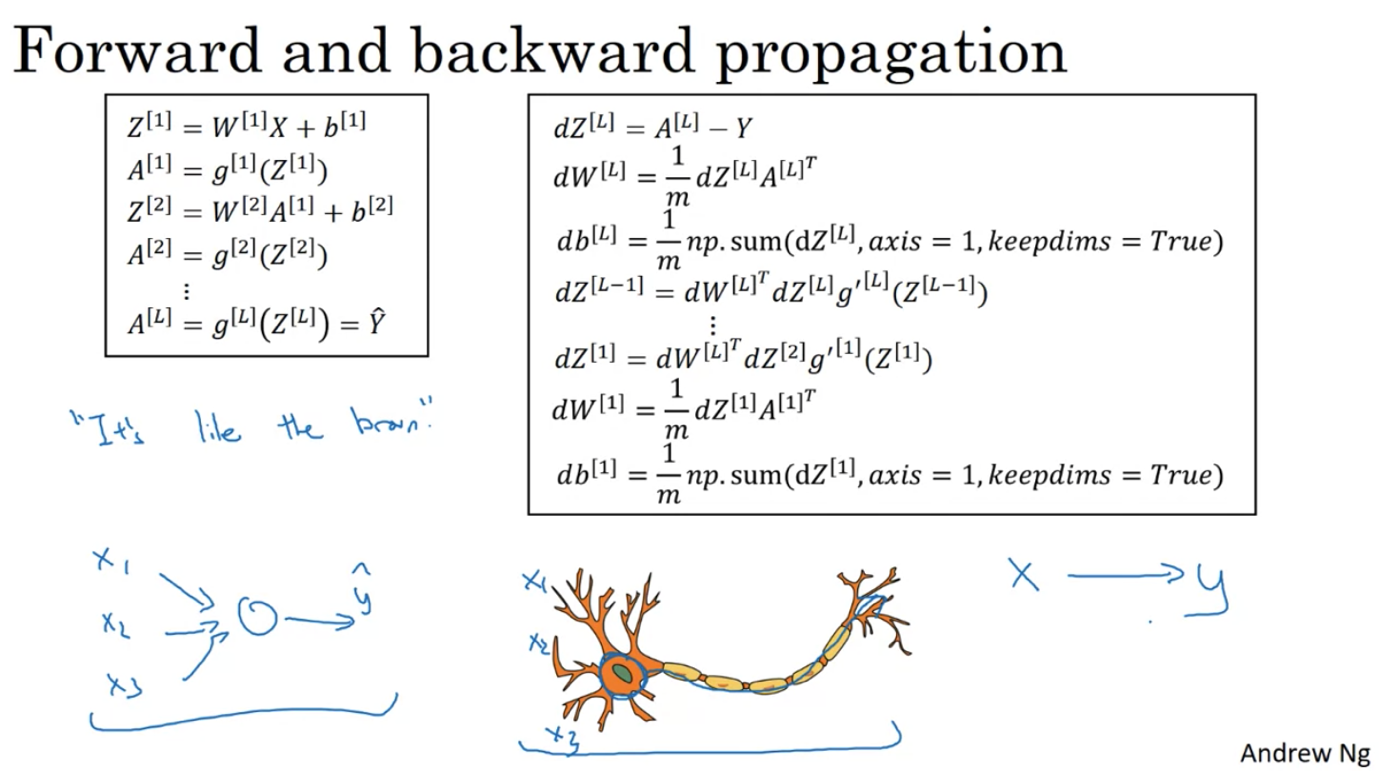 Forward and backward propagation
Z^[1] = W^[1]X + b^[1]
A^[1] = g^[1](Z^[1])
Z^[2] = W^[2]A^[1] + b^[2]
A^[2] = g^[2](Z^[2])
⋮
A^[L] = g^[L](Z^[L]) = Ŷ
dZ^[L] = A^[L] − Y
dW^[L] = 1/m dZ^[L]A^[L]^T
db^[L] = 1/m np.sum(dZ^[L], axis = 1, keepdims = True)
dZ^[L−1] = dW^[L]^T dZ^[L]g′^[L](Z^[L−1])
⋮
dZ^[1] = dW^[L]^T dZ^[2]g′^[1](Z^[1])
dW^[1] = 1/m dZ^[1]A^[1]^T
db^[1] = 1/m np.sum(dZ^[1], axis = 1, keepdims = True)
"It's like the brain."
x1
x2
x3
ŷ
x1
x2
x3
x → y
Andrew Ng